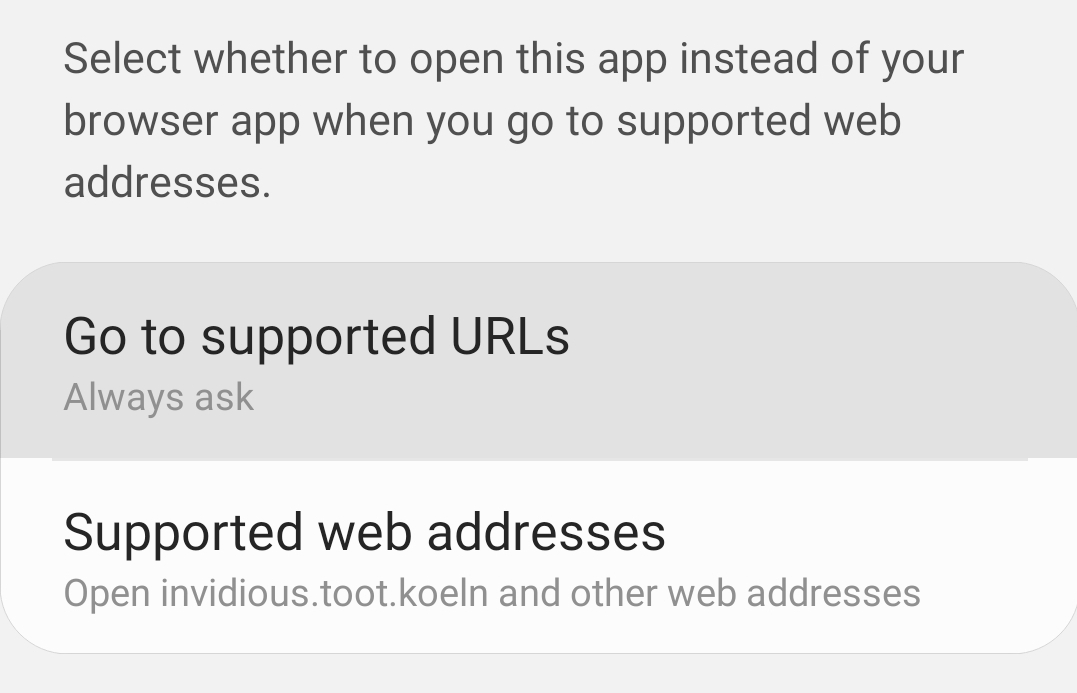 Select whether to open this app instead of your
browser app when you go to supported web
addresses.
Go to supported URLs
Always ask
Supported web addresses
Open invidious.toot.koeln and other web addresses